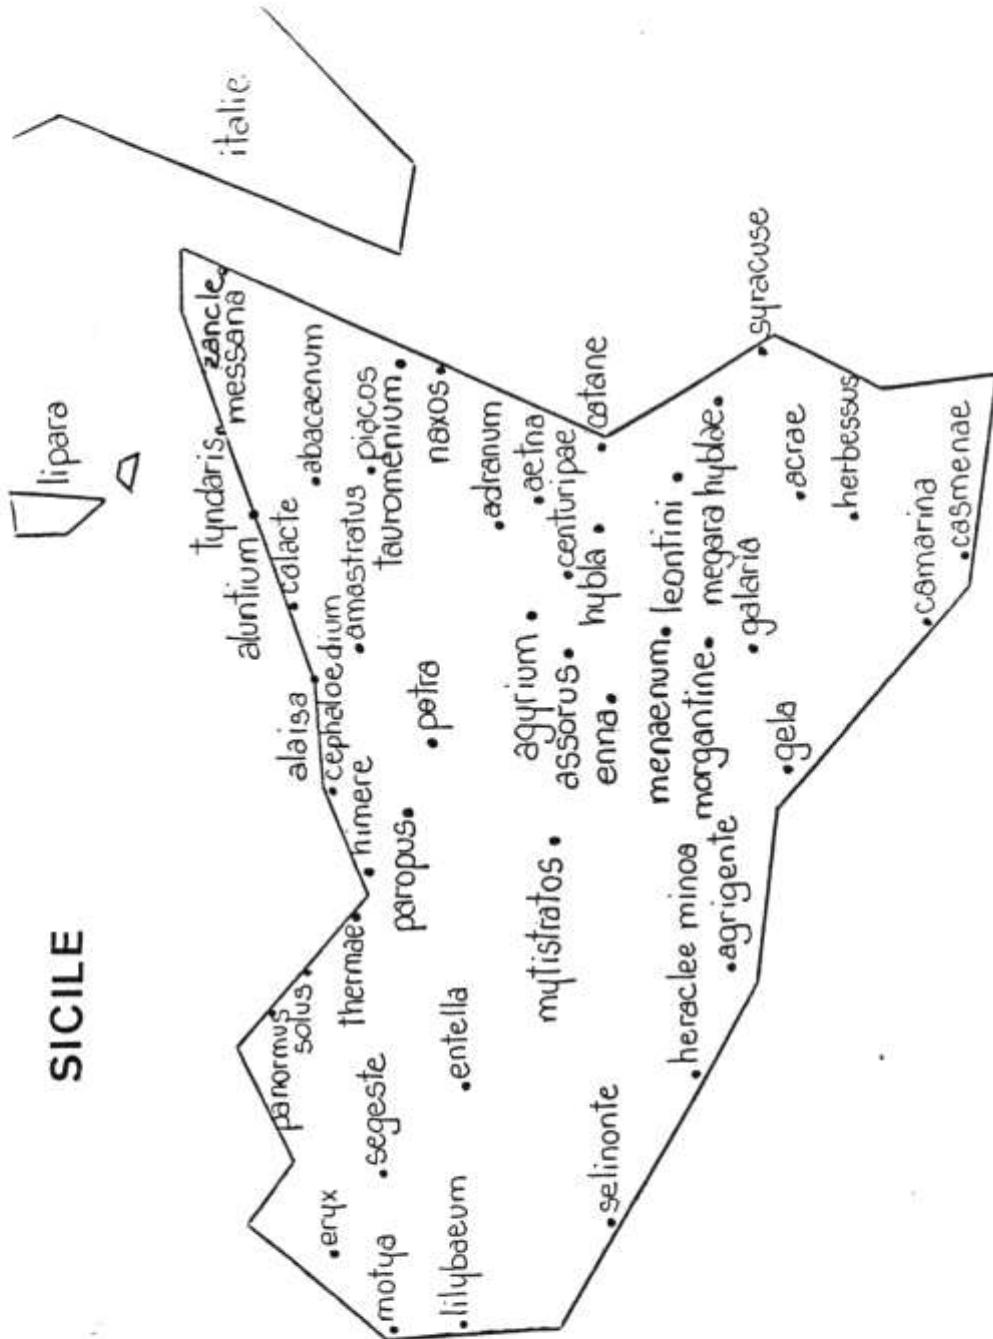 SICILE
lipara
italie
zancle
messana
tyndaris
aluntium
calacte
abacaenum
alaisa
cephaloedium
amastratus
piacos
tauromenium
naxos
himere
thermae
solus
panormus
paropus
petra
adranum
aetna
centuripae
catane
hybla
agyrium
assorus
enna
eryx
segeste
entella
motya
lilybaeum
mytistratos
menaenum
leontini
morgantine
megara hyblae
galaria
syracuse
acrae
herbessus
selinonte
heraclee minoa
agrigente
gela
camarina
casmenae